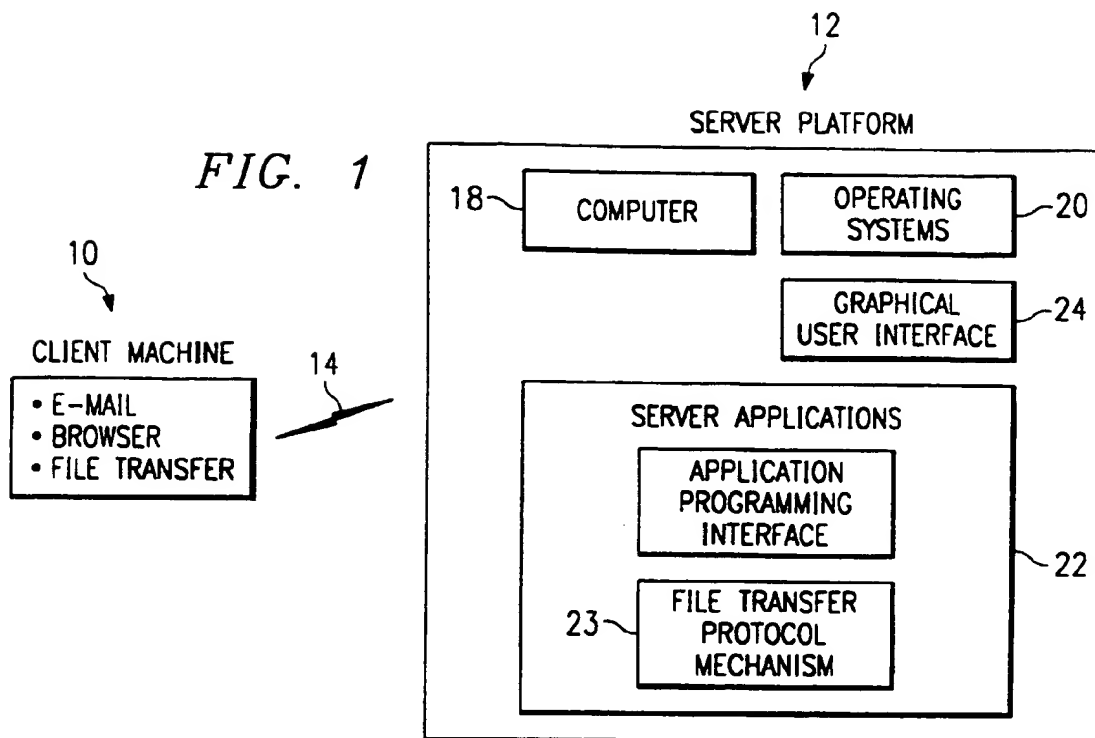 12
SERVER PLATFORM
FIG. 1
18
COMPUTER
OPERATING
SYSTEMS
20
10
GRAPHICAL
USER INTERFACE
24
CLIENT MACHINE
14
• E-MAIL
• BROWSER
• FILE TRANSFER
SERVER APPLICATIONS
APPLICATION
PROGRAMMING
INTERFACE
22
23
FILE TRANSFER
PROTOCOL
MECHANISM